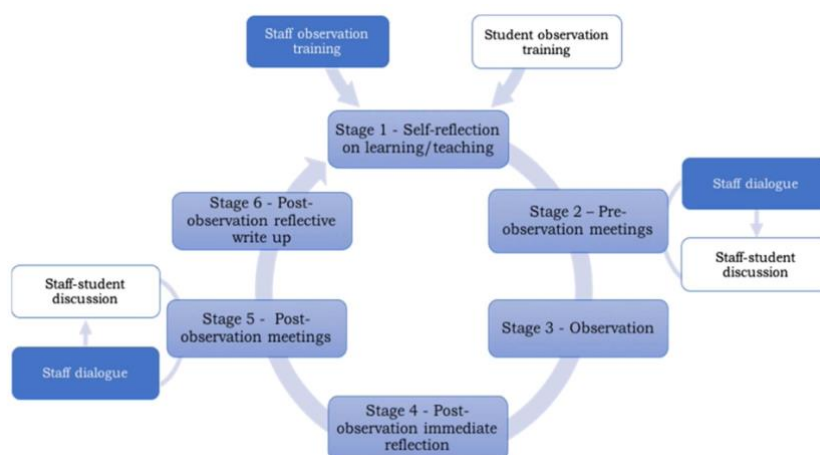 Staff observation
training
Student observation
training
Stage 1 - Self-reflection
on learning/teaching
Stage 2 – Pre-
observation meetings
Staff dialogue
Staff-student
discussion
Stage 3 - Observation
Stage 4 - Post-
observation immediate
reflection
Stage 5 -  Post-
observation meetings
Staff-student
discussion
Staff dialogue
Stage 6 - Post-
observation reflective
write up